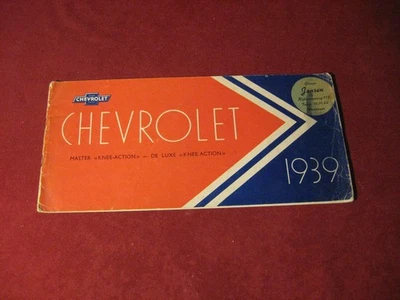 CHEVROLET
Jansen
CHEVROLET
MASTER «KNEE-ACTION» — DE LUXE «KNEE-ACTION»
1939